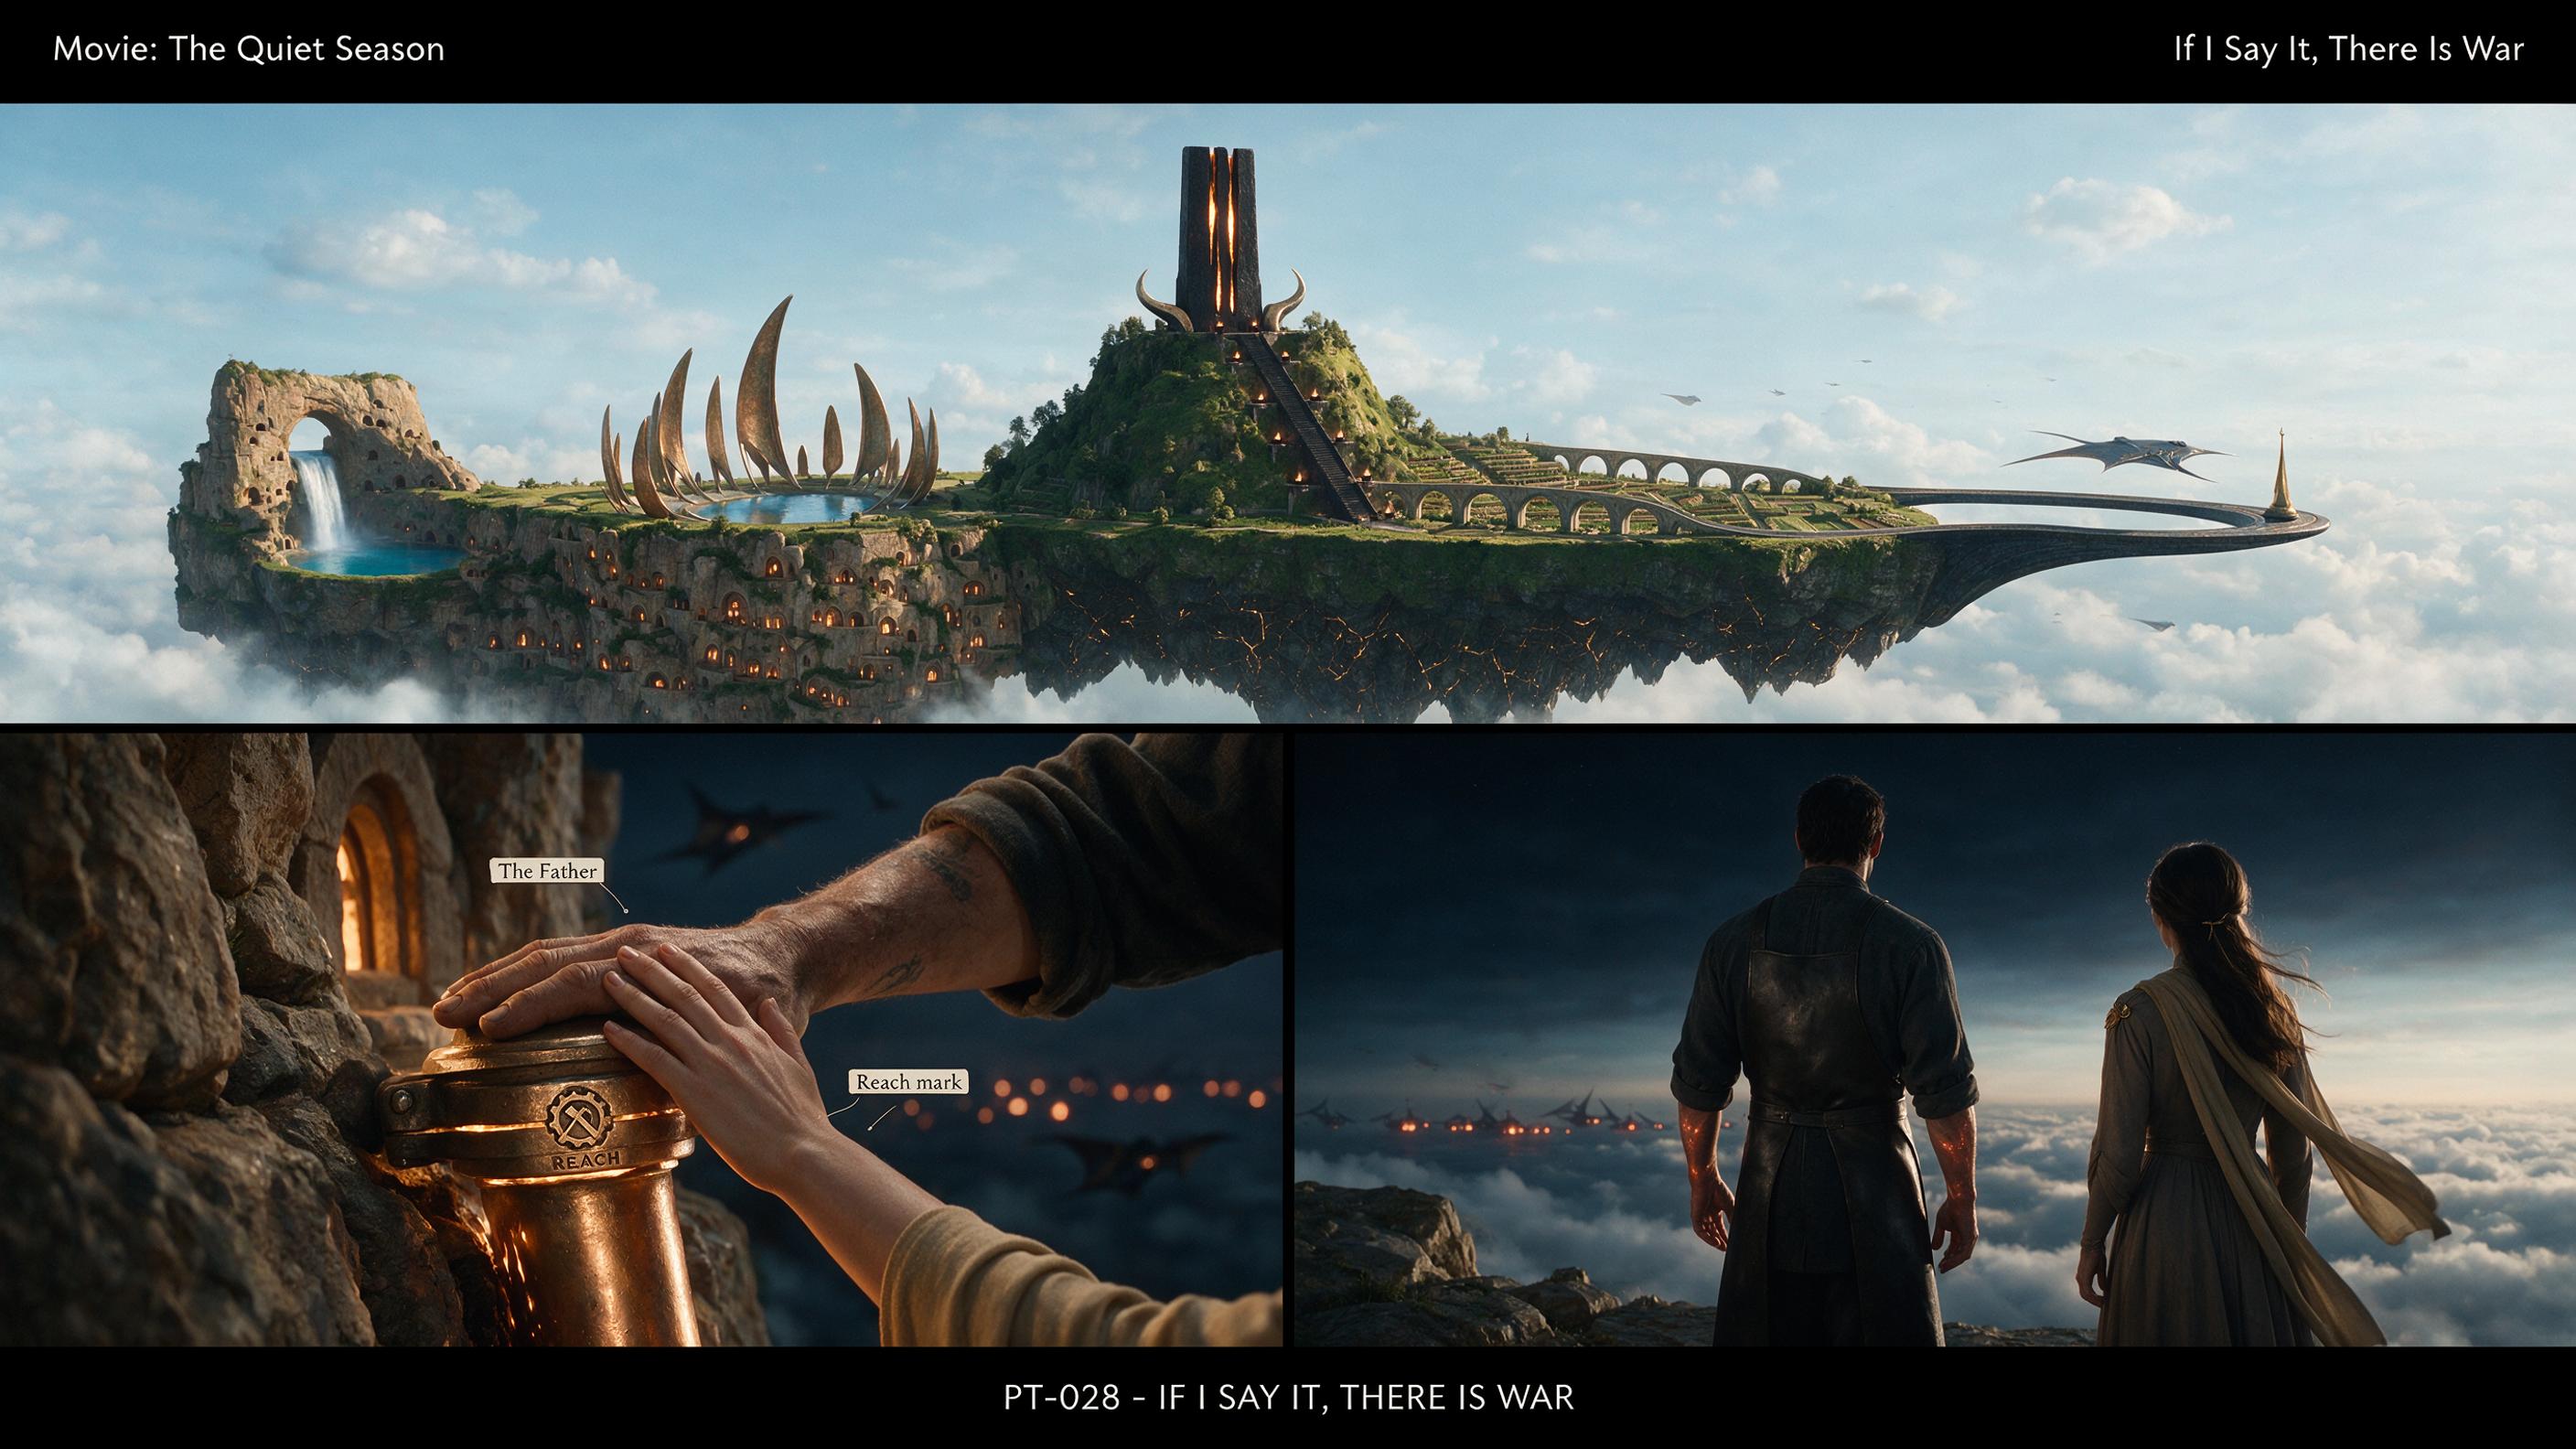 Movie: The Quiet Season
If I Say It, There Is War
The Father
Reach mark
REACH
PT-028 - IF I SAY IT, THERE IS WAR